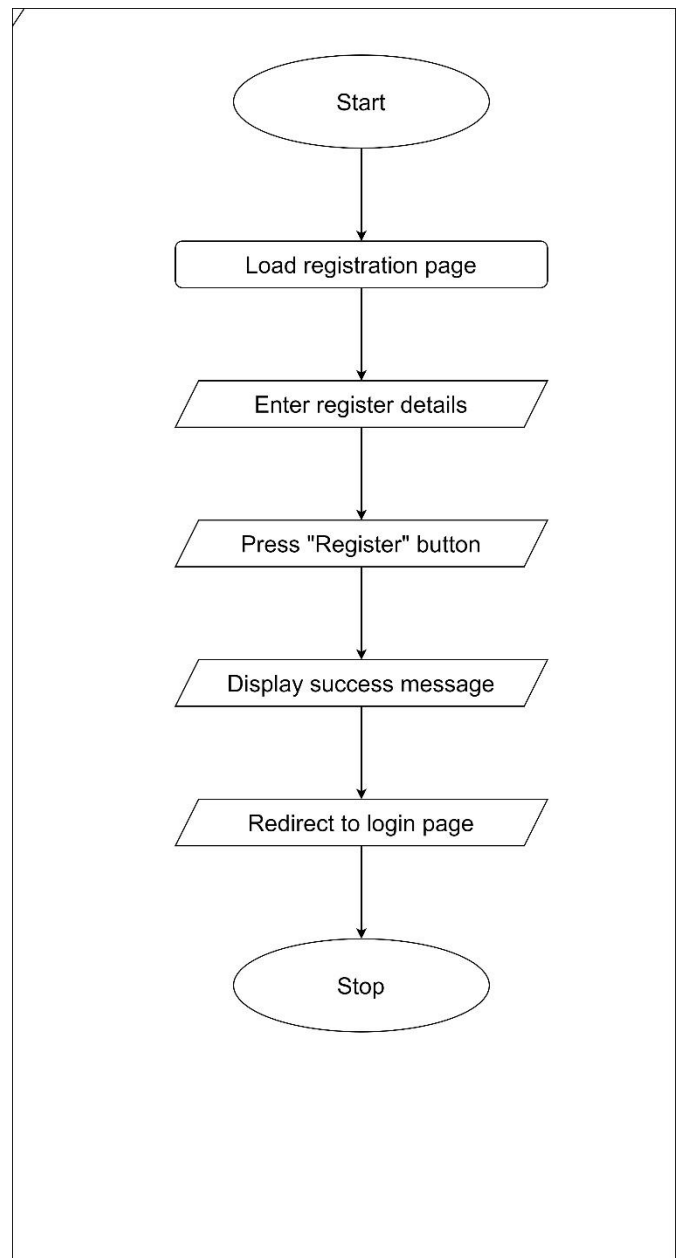 Start
Load registration page
Enter register details
Press "Register" button
Display success message
Redirect to login page
Stop